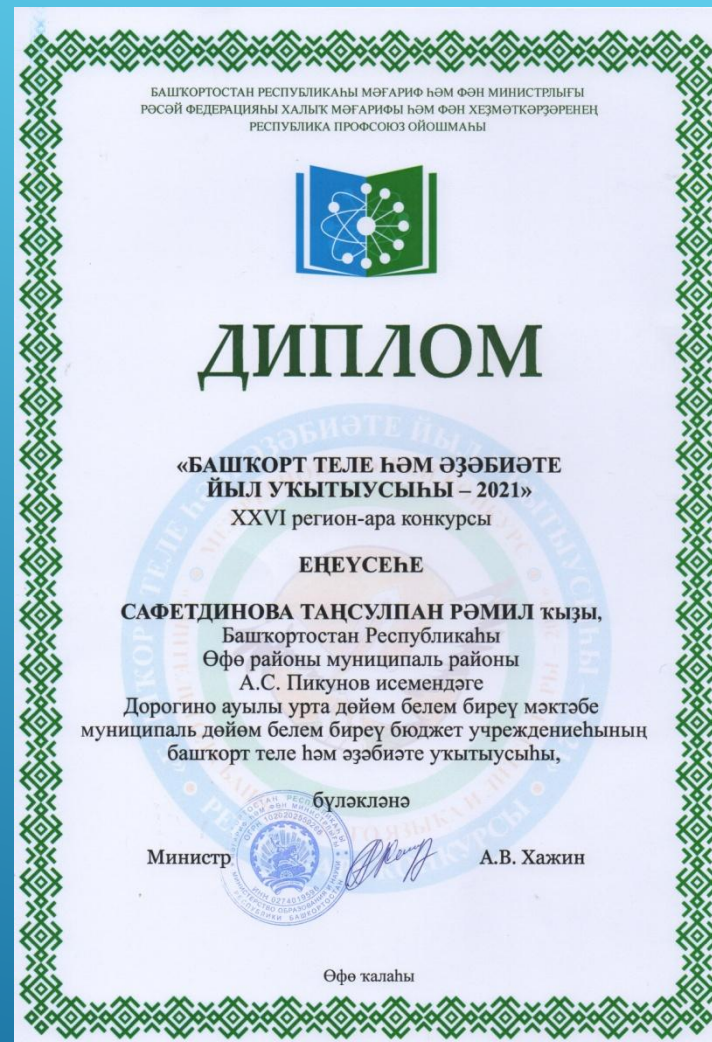 БАШҠОРТОСТАН РЕСПУБЛИКАҺЫ МӘҒАРИФ ҺӘМ ФӘН МИНИСТРЛЫҒЫ
РӘСӘЙ ФЕДЕРАЦИЯҺЫ ХАЛЫҠ МӘҒАРИФЫ ҺӘМ ФӘН ХЕҘМӘТКӘРҘӘРЕНЕҢ
РЕСПУБЛИКА ПРОФСОЮЗ ОЙОШМАҺЫ
ДИПЛОМ
«БАШҠОРТ ТЕЛЕ ҺӘМ ӘҘӘБИӘТЕ
ЙЫЛ УҠЫТЫУСЫҺЫ – 2021»
XXVI регион-ара конкурсы
ЕҢЕҮСЕҺЕ
САФЕТДИНОВА ТАҢСУЛПАН РӘМИЛ ҡыҙы,
Башҡортостан Республикаһы
Өфө районы муниципаль районы
А.С. Пикунов исемендәге
Дорогино ауылы урта дөйөм белем биреү мәктәбе
муниципаль дөйөм белем биреү бюджет учреждениеһының
башҡорт теле һәм әҙәбиәте уҡытыусыһы,
бүләкләнә
Министр
А.В. Хажин
Өфө ҡалаһы